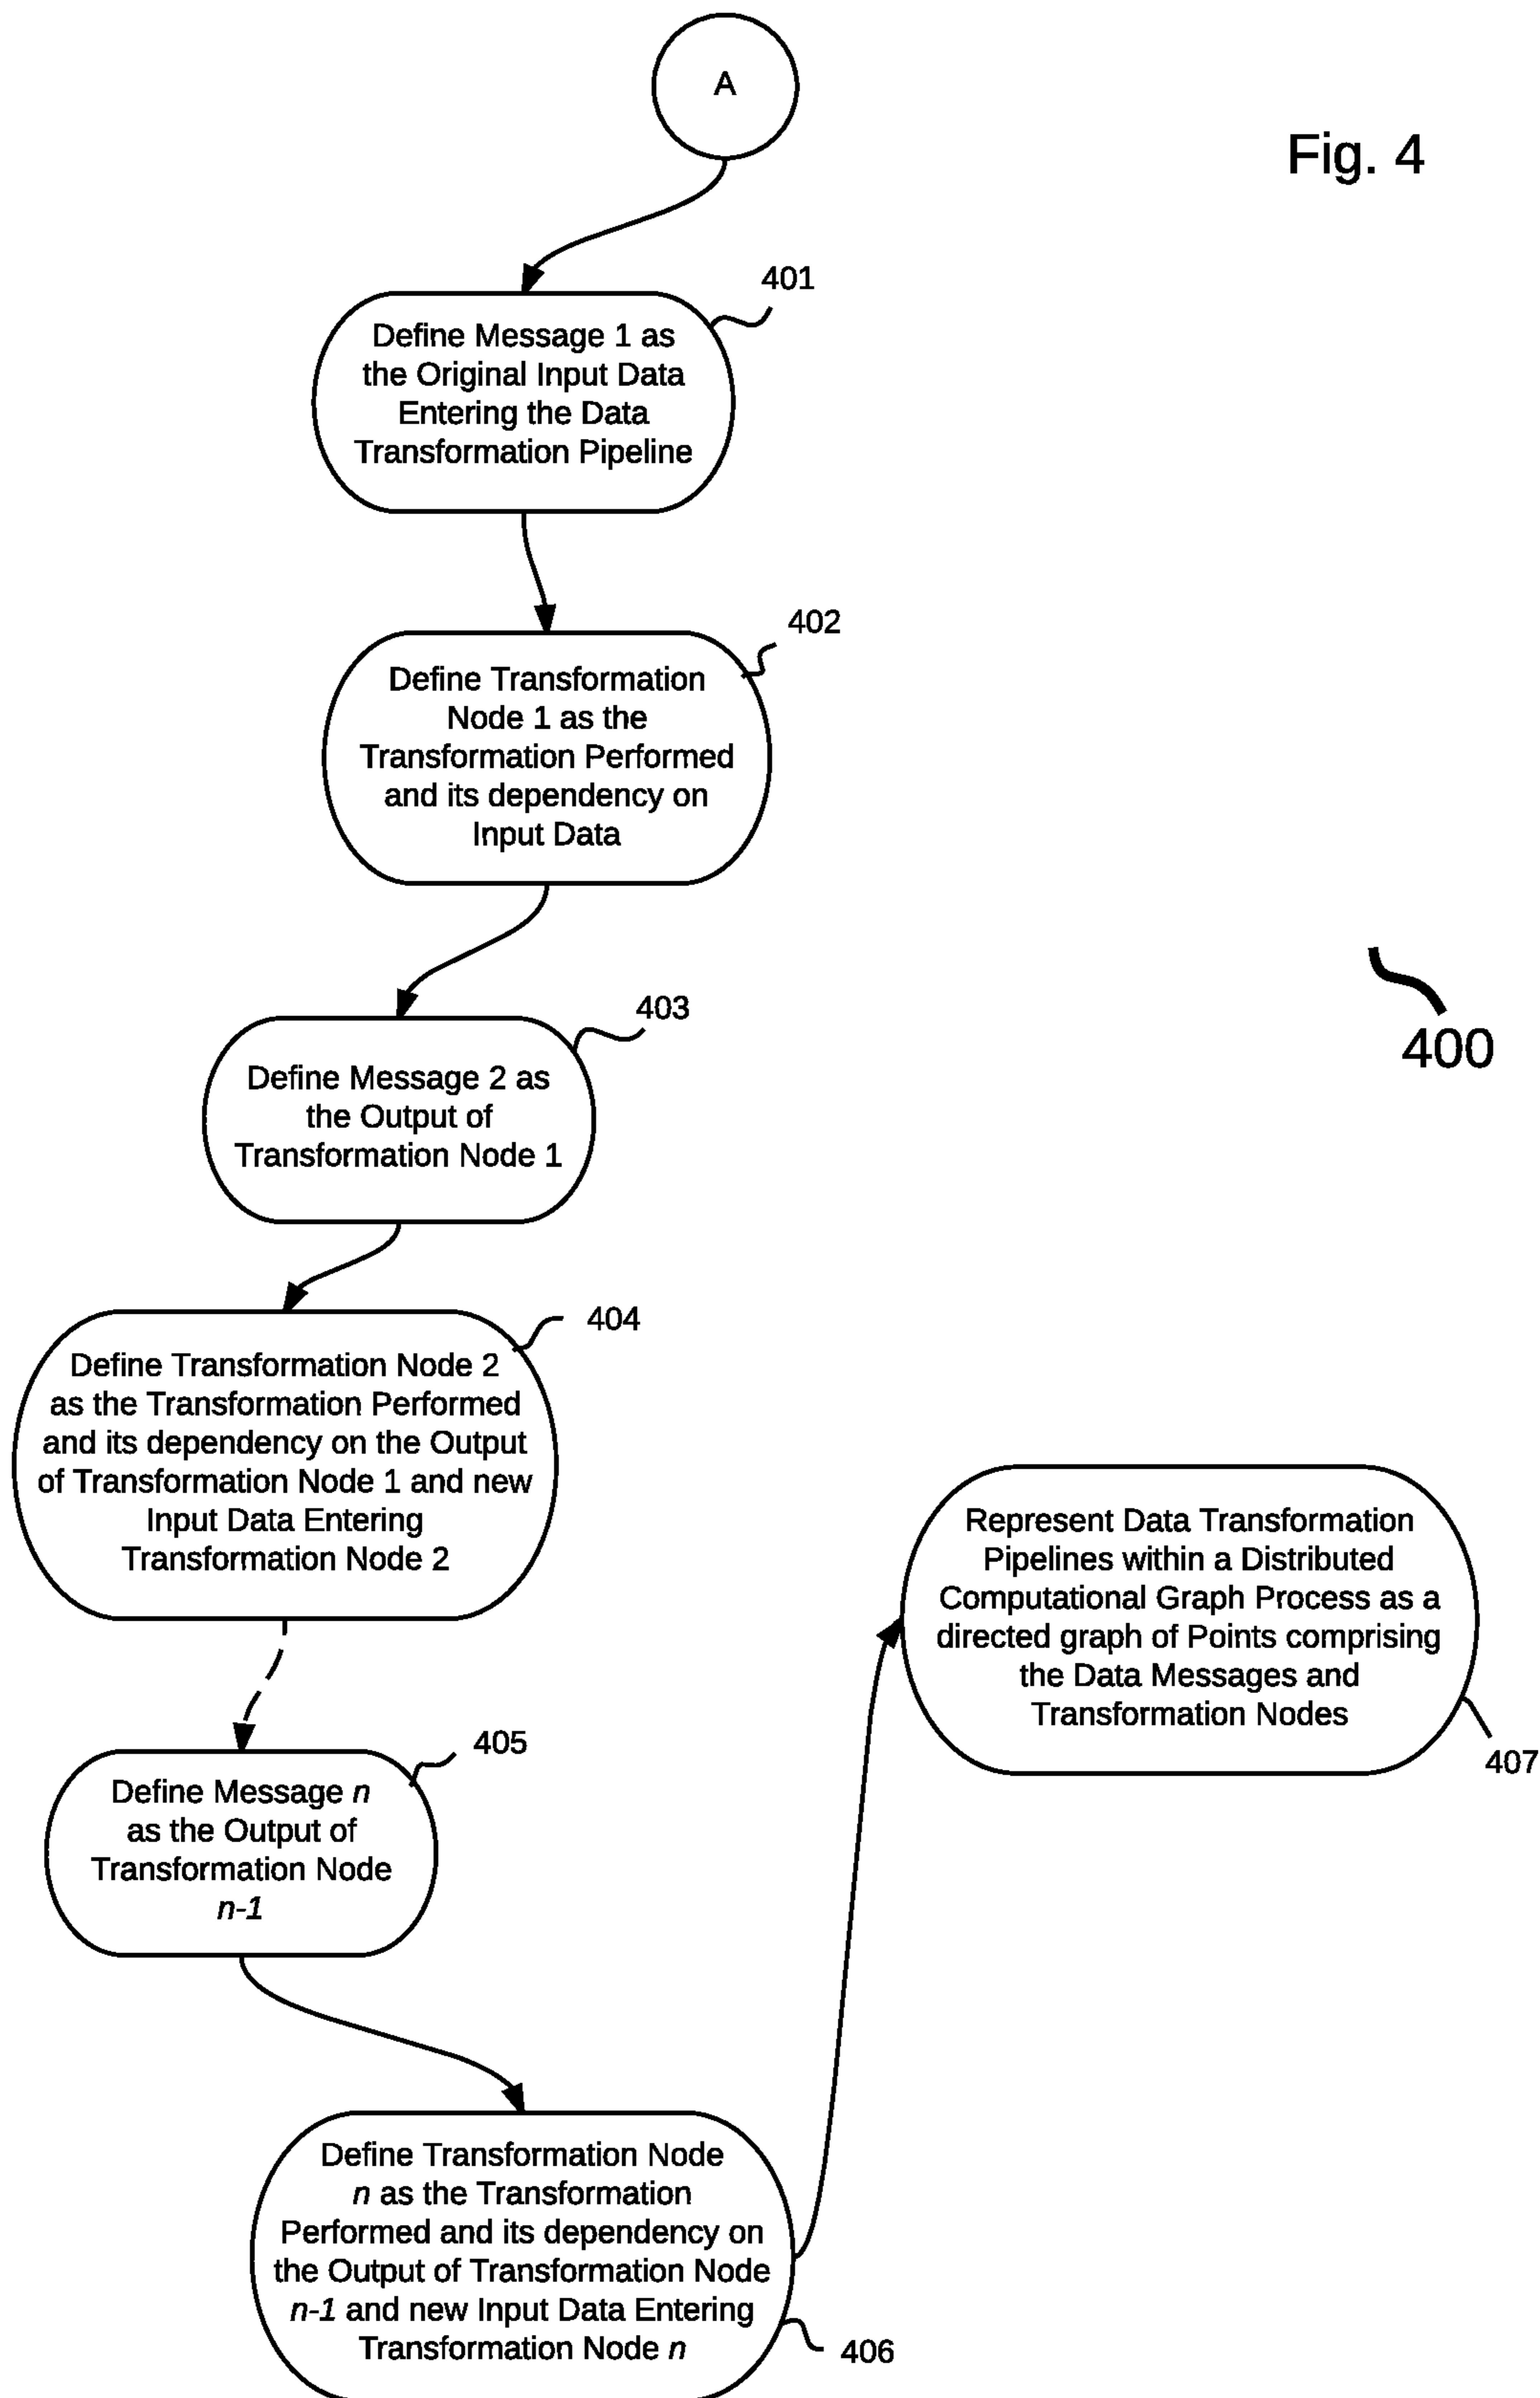 A
Fig. 4
401
Define Message 1 as
the Original Input Data
Entering the Data
Transformation Pipeline
402
Define Transformation
Node 1 as the
Transformation Performed
and its dependency on
Input Data
403
Define Message 2 as
the Output of
Transformation Node 1
400
404
Define Transformation Node 2
as the Transformation Performed
and its dependency on the Output
of Transformation Node 1 and new
Input Data Entering
Transformation Node 2
405
Define Message n
as the Output of
Transformation Node
n-1
Define Transformation Node
n as the Transformation
Performed and its dependency on
the Output of Transformation Node
n-1 and new Input Data Entering
Transformation Node n
406
Represent Data Transformation
Pipelines within a Distributed
Computational Graph Process as a
directed graph of Points comprising
the Data Messages and
Transformation Nodes
407